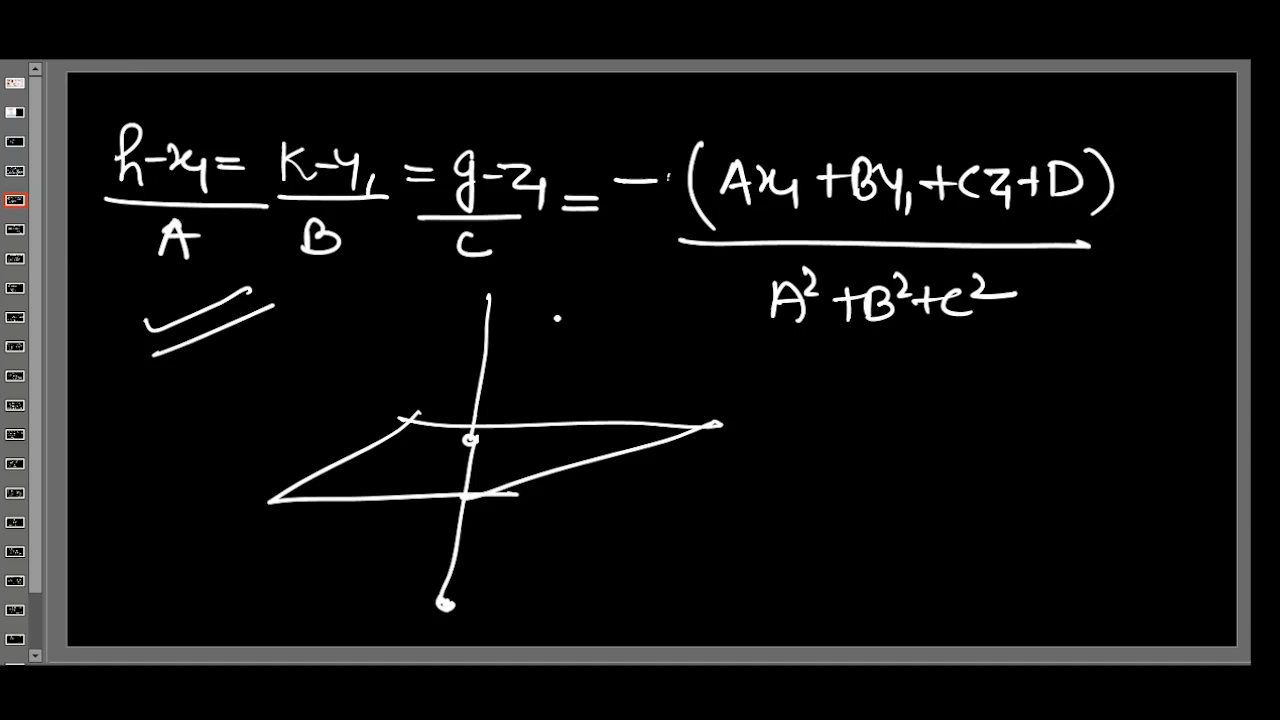 h-x₁/A = K-y₁/B = g-z₁/C = -(Ax₁+By₁+Cz₁+D)/A²+B²+C²